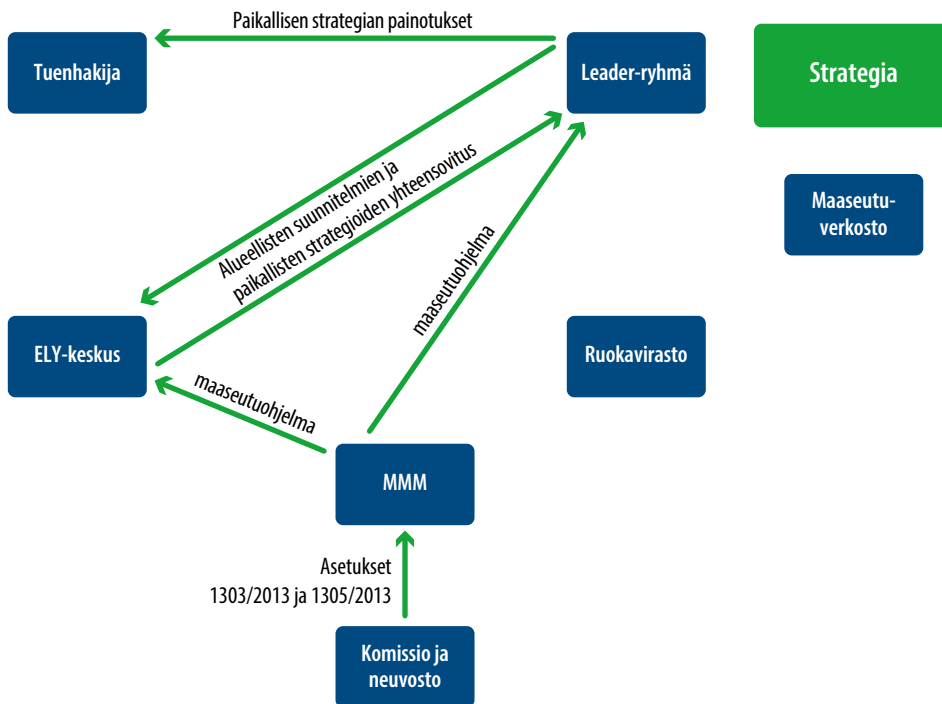 Paikallisen strategian painotukset
Tuenhakija
Leader-ryhmä
Strategia
Alueellisten suunnitelmien ja
paikallisten strategioiden yhteensovitus
maaseutuohjelma
Maaseutu-
verkosto
ELY-keskus
Ruokavirasto
maaseutuohjelma
MMM
Asetukset
1303/2013 ja 1305/2013
Komissio ja
neuvosto